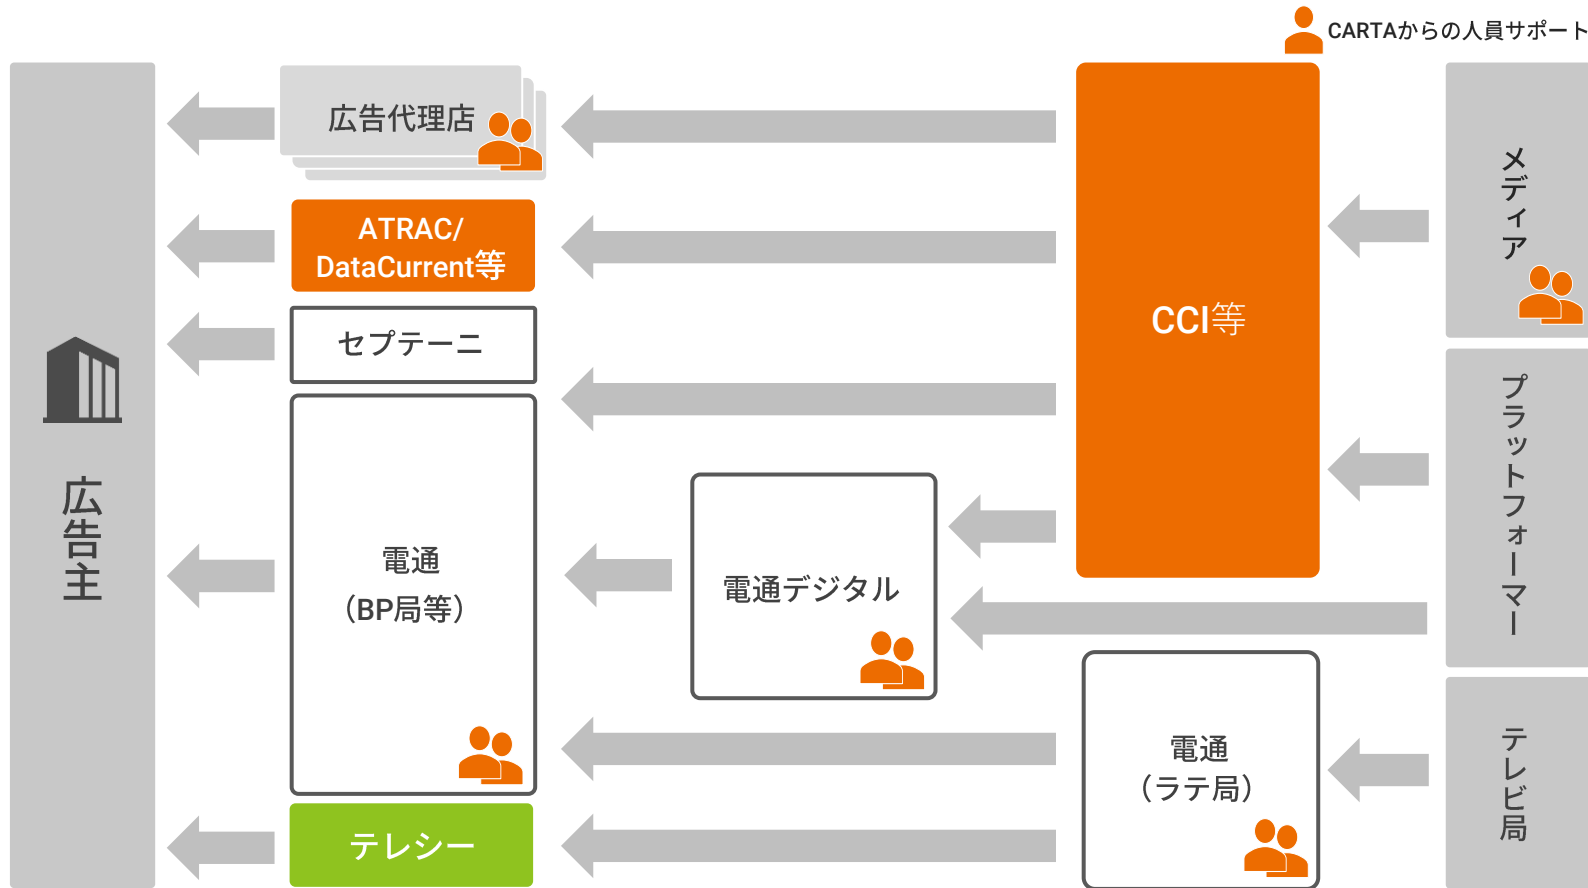 CARTAからの人員サポート
広告主
広告代理店
ATRAC/
DataCurrent等
セプテーニ
電通
（BP局等）
テレシー
電通デジタル
CCI等
電通
（ラテ局）
メディア
プラットフォーマー
テレビ局